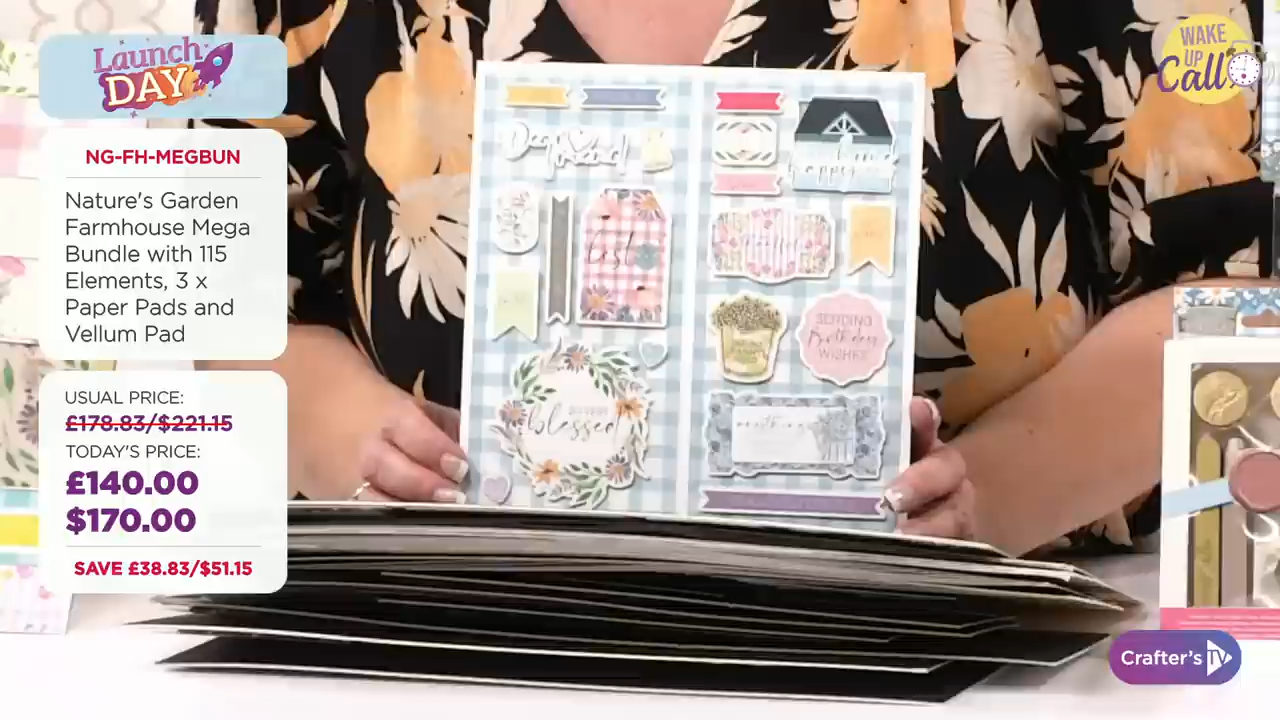 Launch
DAY
NG-FH-MEGBUN
Nature's Garden
Farmhouse Mega
Bundle with 115
Elements, 3 x
Paper Pads and
Vellum Pad
USUAL PRICE:
£178.83/$221.15
TODAY'S PRICE:
£140.00
$170.00
SAVE £38.83/$51.15
WAKE
UP
Call
SENDING
Birthday
WISHES
blessed
Crafter's TV